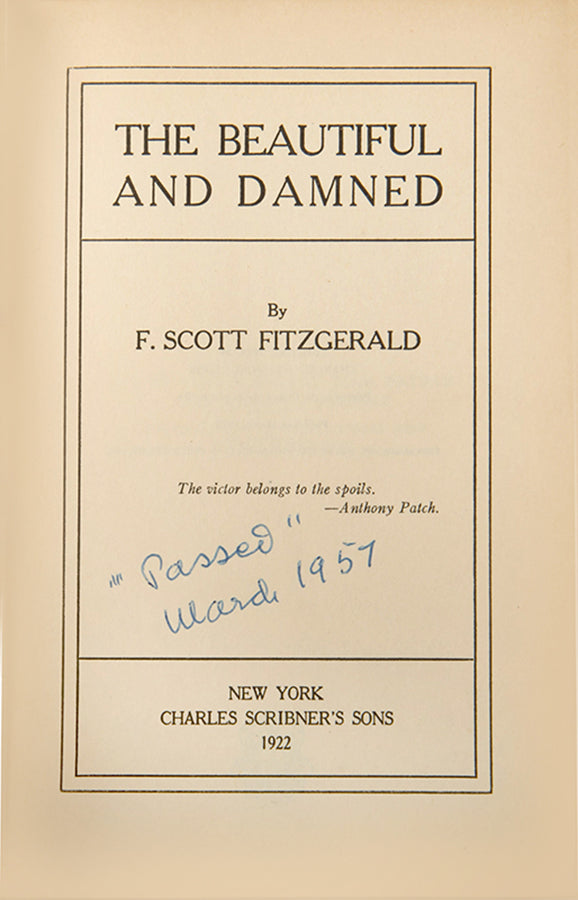 THE BEAUTIFUL
AND DAMNED
By
F. SCOTT FITZGERALD
The victor belongs to the spoils.
—Anthony Patch.
"" Passed "
March 1957
NEW YORK
CHARLES SCRIBNER'S SONS
1922